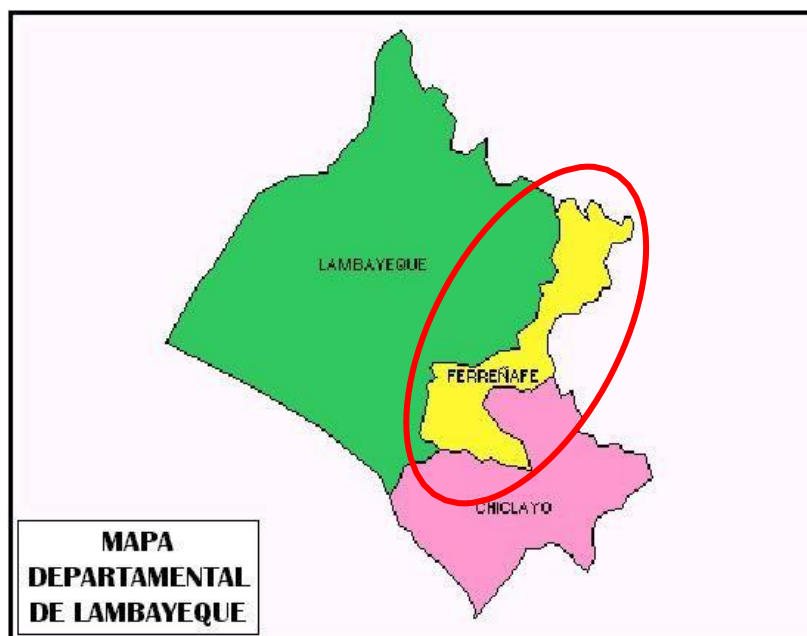 LAMBAYEQUE
FERREÑAFE
CHICLAYO
MAPA
DEPARTAMENTAL
DE LAMBAYEQUE